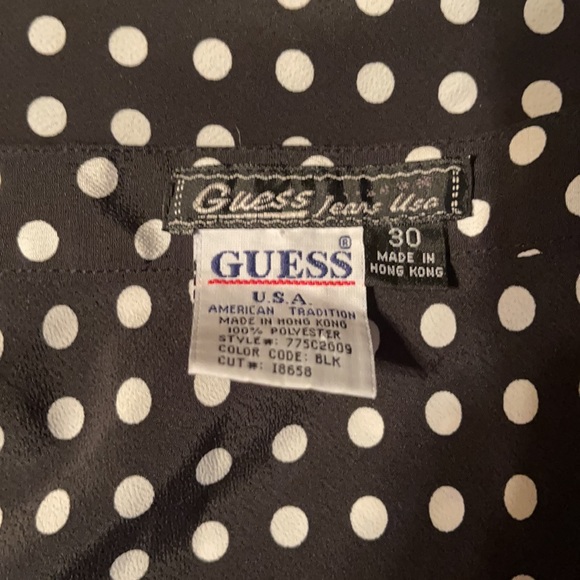 Guess Jeans Usa
30
MADE IN
HONG KONG
GUESS®
U.S.A.
AMERICAN TRADITION
MADE IN HONG KONG
100% POLYESTER
STYLE#: 775C2609
COLOR CODE: BLK
CUT#: 18658